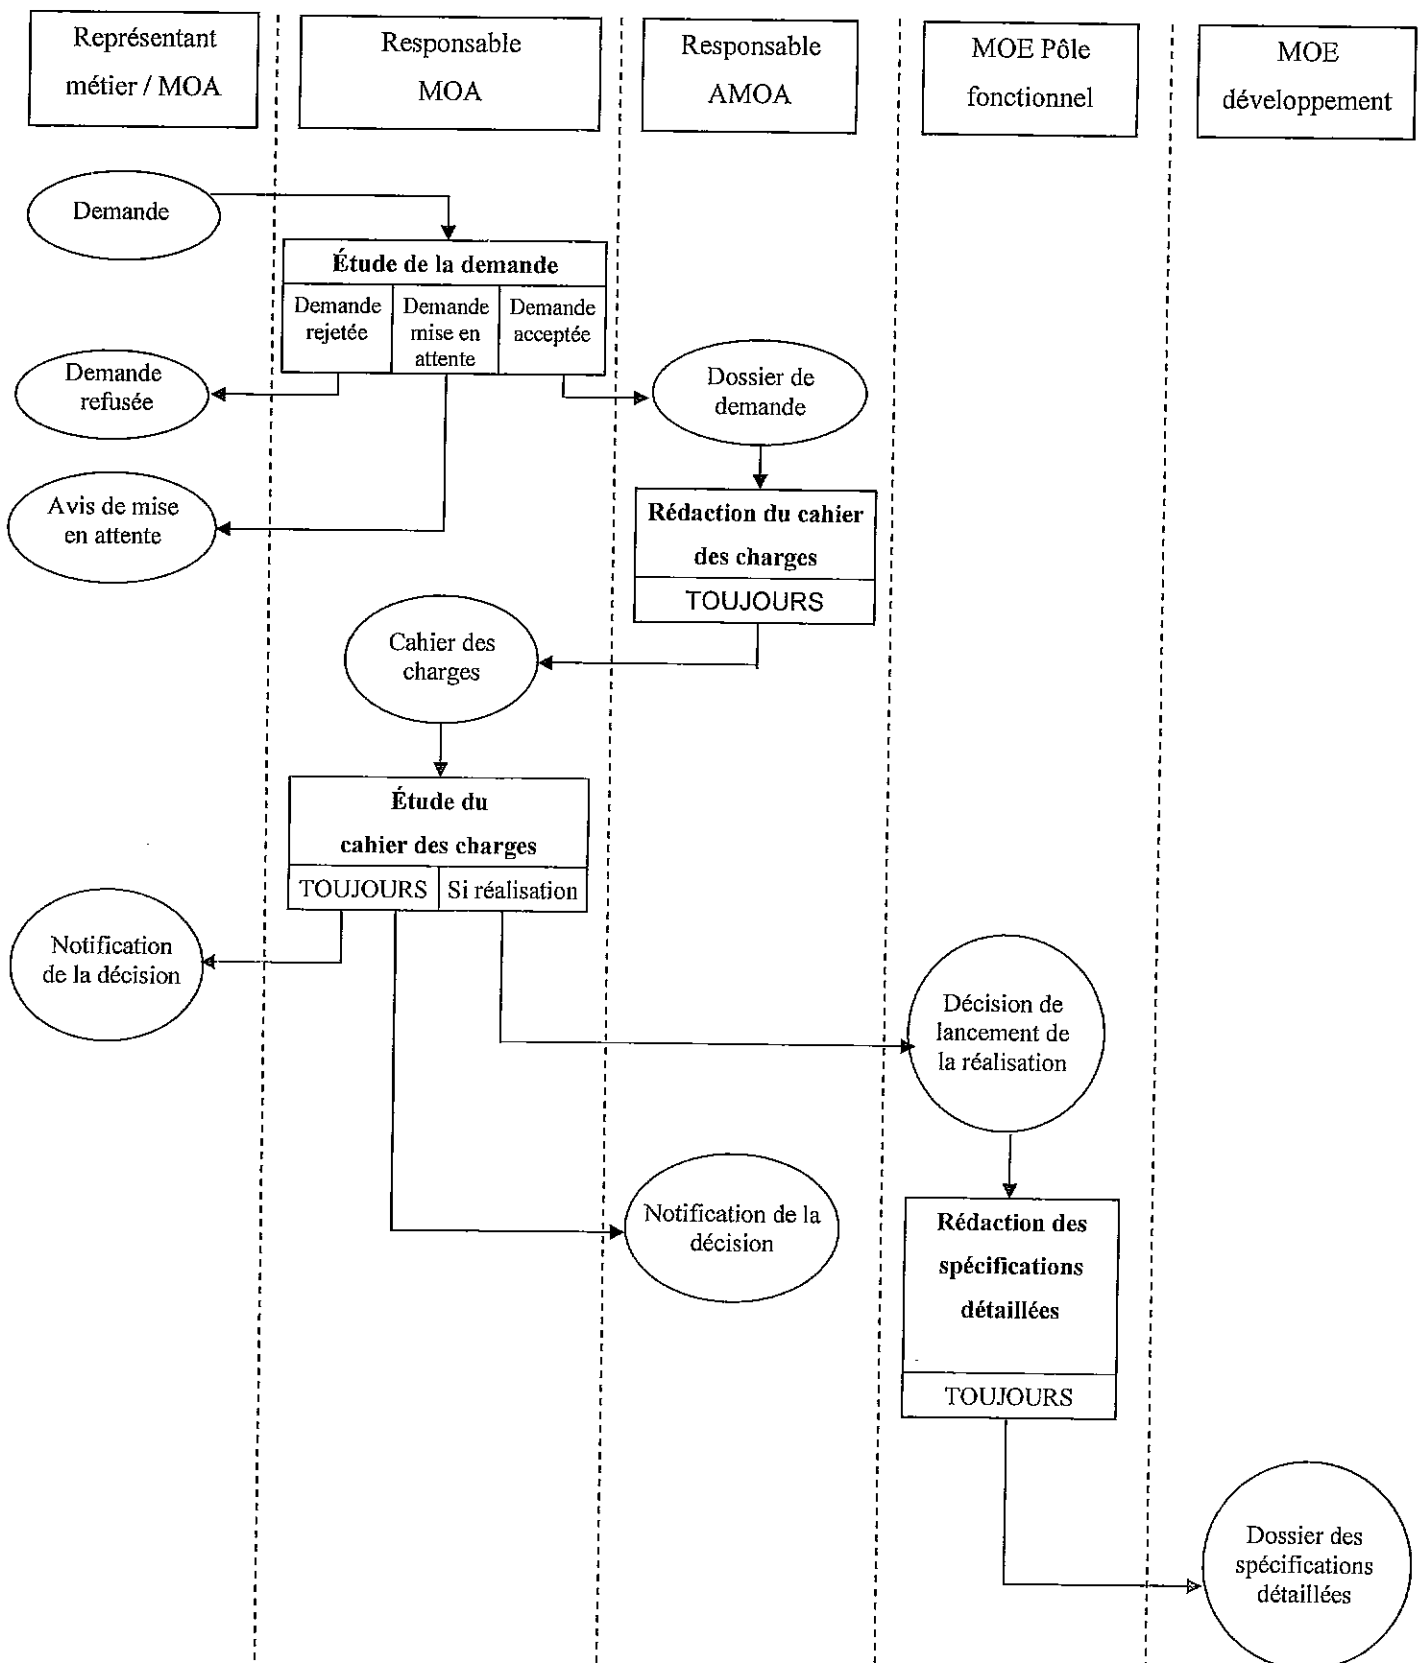 Représentant
métier / MOA
Responsable
MOA
Responsable
AMOA
MOE Pôle
fonctionnel
MOE
développement
Demande
Étude de la demande
Demande
rejetée
Demande
mise en
attente
Demande
acceptée
Demande
refusée
Dossier de
demande
Avis de mise
en attente
Rédaction du cahier
des charges
TOUJOURS
Cahier des
charges
Étude du
cahier des charges
TOUJOURS
Si réalisation
Notification
de la décision
Décision de
lancement de
la réalisation
Notification de la
décision
Rédaction des
spécifications
détaillées
TOUJOURS
Dossier des
spécifications
détaillées